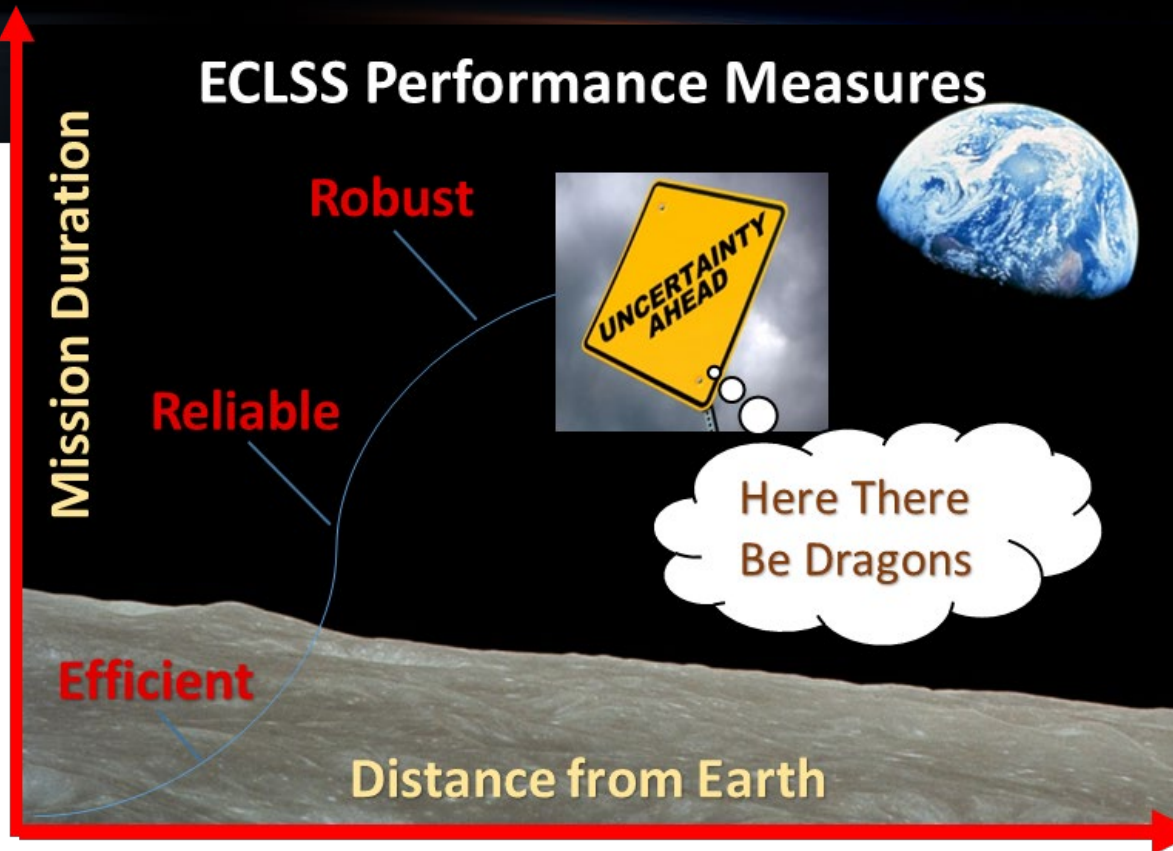 ECLSS Performance Measures
Mission Duration
Robust
UNCERTAINTY
AHEAD
Reliable
Here There
Be Dragons
Efficient
Distance from Earth